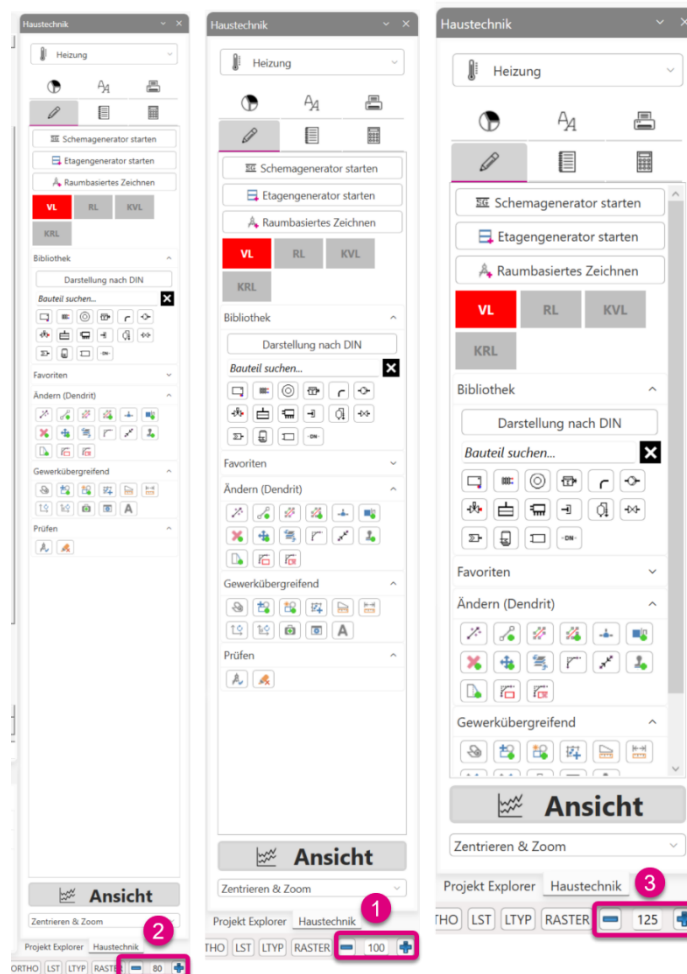 Haustechnik
Heizung
Schemagenerator starten
Etagengenerator starten
Raumbasiertes Zeichnen
VL RL KVL
KRL
Bibliothek
Darstellung nach DIN
Bauteil suchen...
Favoriten
Ändern (Dendrit)
Gewerkübergreifend
Prüfen
Ansicht
Zentrieren & Zoom
2
Projekt Explorer Haustechnik
ORTHO LST LTYP RASTE 80
Haustechnik
Heizung
Schemagenerator starten
Etagengenerator starten
Raumbasiertes Zeichnen
VL RL KVL
KRL
Bibliothek
Darstellung nach DIN
Bauteil suchen...
-DN-
Favoriten
Ändern (Dendrit)
Gewerkübergreifend
A
Prüfen
Ansicht
Zentrieren & Zoom
1
Projekt Explorer Haustechnik
THO LST LTYP RASTER 100
Haustechnik
Heizung
SG Schemagenerator starten
Etagengenerator starten
Raumbasiertes Zeichnen
VL RL KVL
KRL
Bibliothek
Darstellung nach DIN
Bauteil suchen...
-DN-
Favoriten
Ändern (Dendrit)
Gewerkübergreifend
Ansicht
Zentrieren & Zoom
Projekt Explorer Haustechnik 3
THO LST LTYP RASTER 125